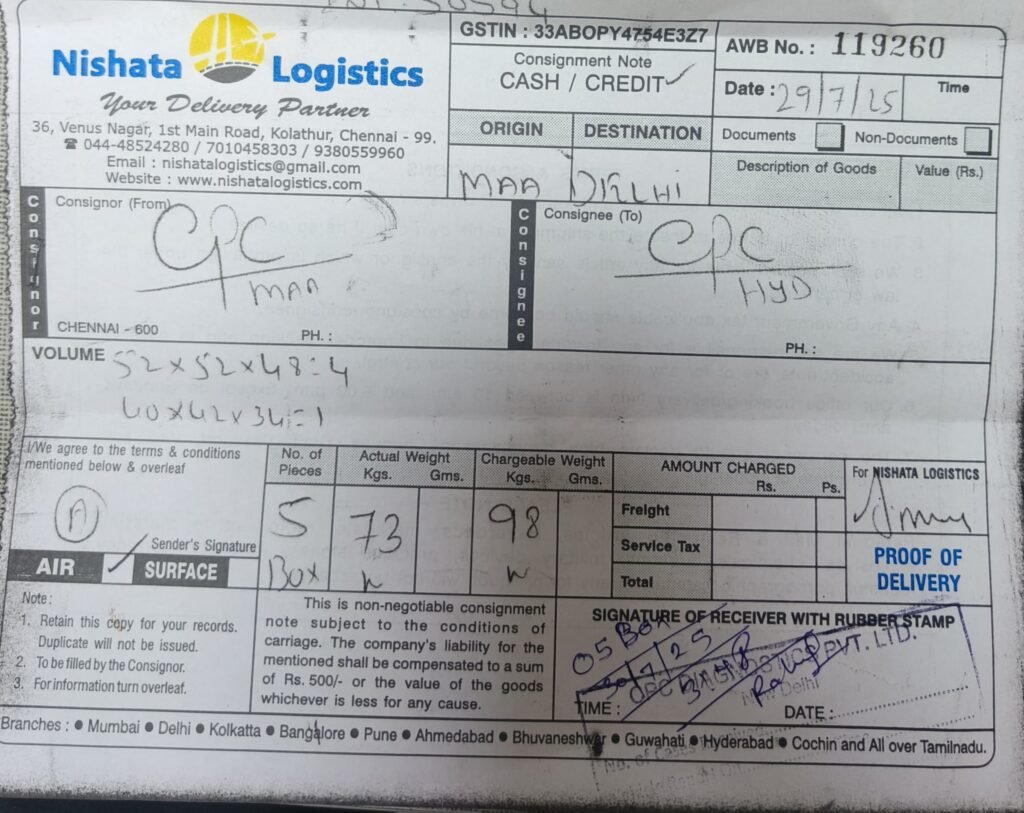 Nishata Logistics
Your Delivery Partner
36, Venus Nagar, 1st Main Road, Kolathur, Chennai - 99.
☎ 044-48524280 / 7010458303 / 9380559960
Email : nishatalogistics@gmail.com
Website : www.nishatalogistics.com
GSTIN : 33ABOPY4754E3Z7
Consignment Note
CASH / CREDIT ✓
AWB No. : 119260
Date : 29/7/25 Time
ORIGIN DESTINATION
MAA DELHI
Documents Non-Documents
Description of Goods Value (Rs.)
Consignor
Consignor (From)
CPC
MAA
CHENNAI - 600
PH. :
Consignee
Consignee (To)
CPC
HYD
PH. :
VOLUME 52x52x48=4
40x42x34=1
I/We agree to the terms & conditions
mentioned below & overleaf
A
Sender's Signature
AIR ✓ SURFACE
No. of Pieces
5
Box
Actual Weight
Kgs. Gms.
73
Chargeable Weight
Kgs. Gms.
98
AMOUNT CHARGED
Rs. Ps.
Freight
Service Tax
Total
For NISHATA LOGISTICS
PROOF OF
DELIVERY
Note :
1. Retain this copy for your records.
Duplicate will not be issued.
2. To be filled by the Consignor.
3. For information turn overleaf.
This is non-negotiable consignment
note subject to the conditions of
carriage. The company's liability for the
mentioned shall be compensated to a sum
of Rs. 500/- or the value of the goods
whichever is less for any cause.
SIGNATURE OF RECEIVER WITH RUBBER STAMP
05 Box
30/7/25
CPC DIAGNOSTICS PVT. LTD.
New Delhi
TIME : DATE :
No. of Cases
Branches : ● Mumbai ● Delhi ● Kolkatta ● Bangalore ● Pune ● Ahmedabad ● Bhuvaneshwar ● Guwahati ● Hyderabad ● Cochin and All over Tamilnadu.